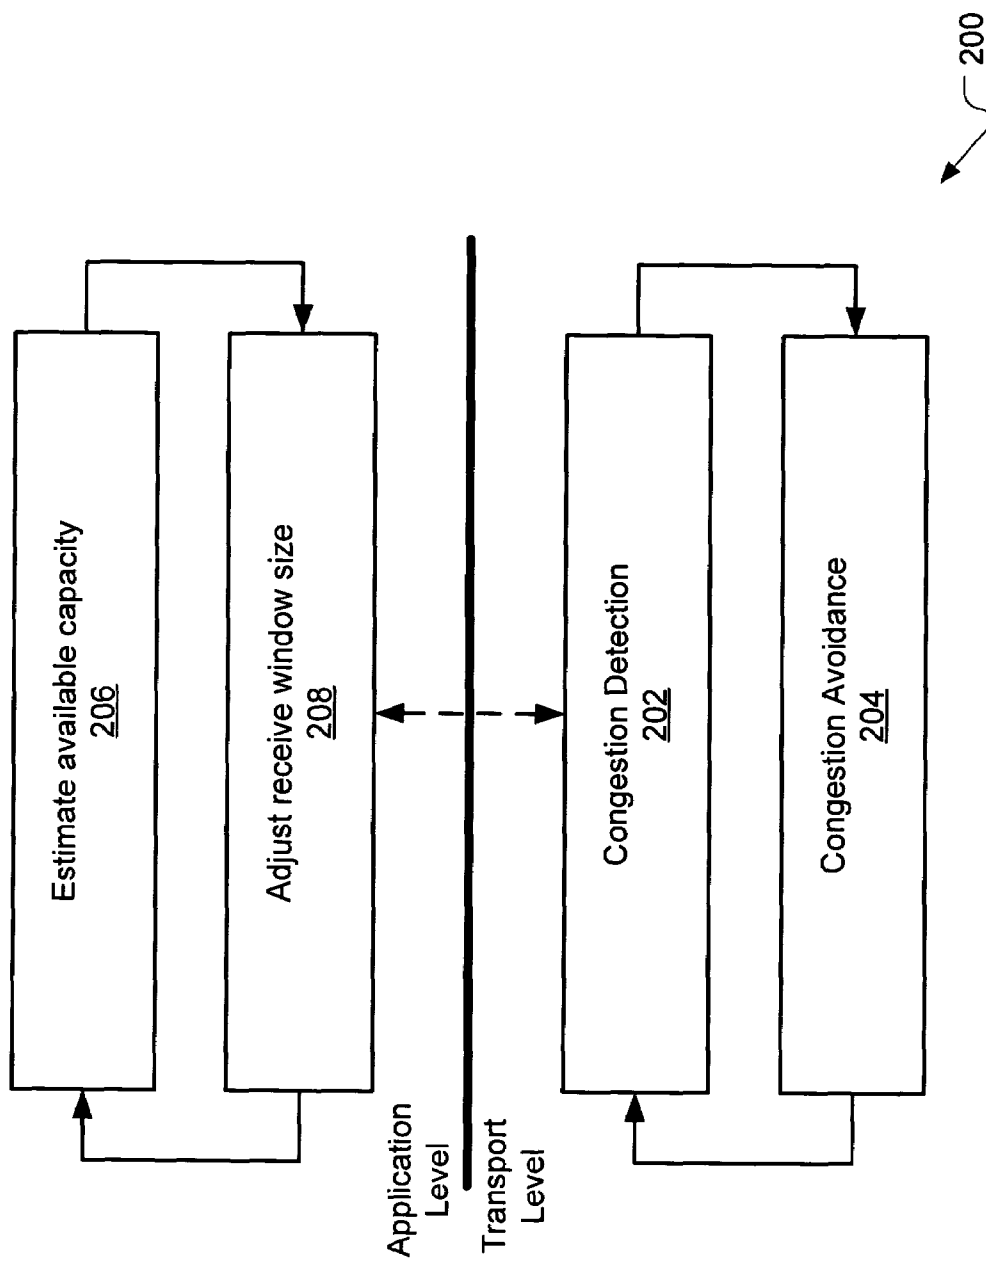 Estimate available capacity
206
Adjust receive window size
208
Application
Level
Transport
Level
Congestion Detection
202
Congestion Avoidance
204
200